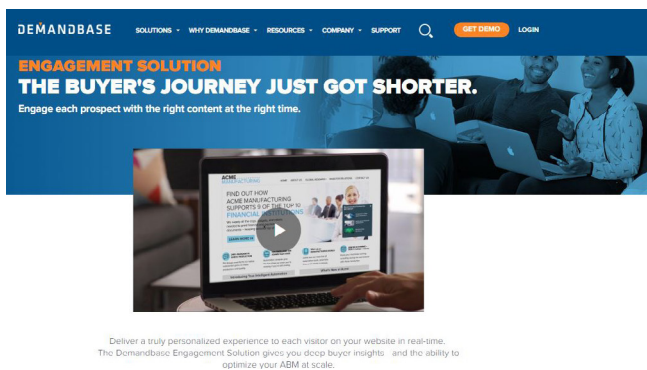 DEMANDBASE
SOLUTIONS
WHY DEMANDBASE
RESOURCES
COMPANY
SUPPORT
GET DEMO
LOGIN
ENGAGEMENT SOLUTION
THE BUYER'S JOURNEY JUST GOT SHORTER.
Engage each prospect with the right content at the right time.
ACME
MANUFACTURING
FIND OUT HOW
ACME MANUFACTURING
SUPPORTS 9 OF THE TOP 10
FINANCIAL INSTITUTIONS
LEARN MORE
Deliver a truly personalized experience to each visitor on your website in real-time.
The Demandbase Engagement Solution gives you deep buyer insights and the ability to
optimize your ABM at scale.